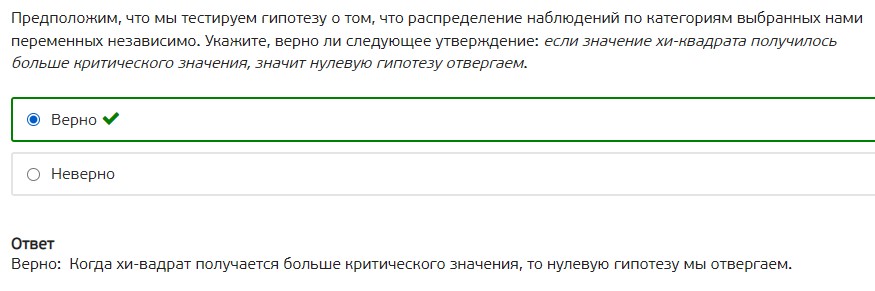 Предположим, что мы тестируем гипотезу о том, что распределение наблюдений по категориям выбранных нами
переменных независимо. Укажите, верно ли следующее утверждение: если значение хи-квадрата получилось
больше критического значения, значит нулевую гипотезу отвергаем.
Верно
Неверно
Ответ
Верно: Когда хи-вадрат получается больше критического значения, то нулевую гипотезу мы отвергаем.